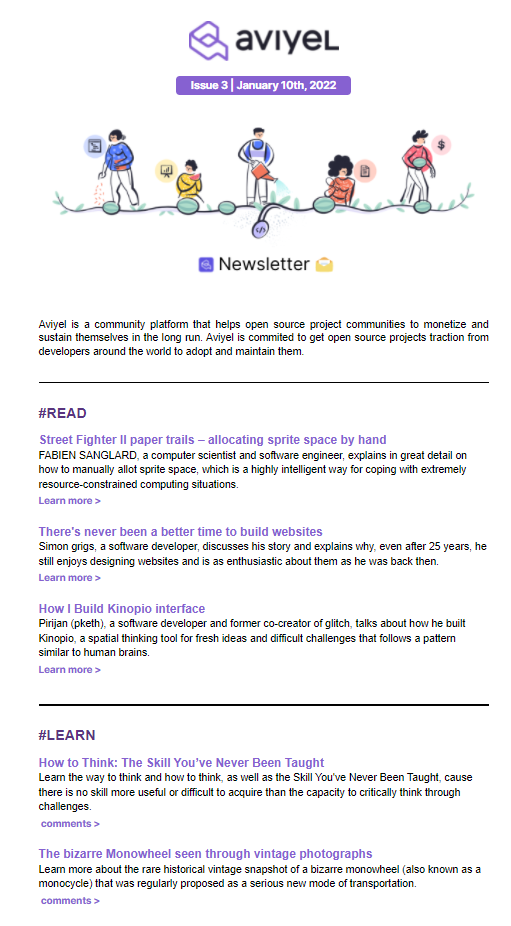 aviyel
Issue 3 | January 10th, 2022
$
</>
Newsletter
Aviyel is a community platform that helps open source project communities to monetize and
sustain themselves in the long run. Aviyel is commited to get open source projects traction from
developers around the world to adopt and maintain them.
#READ
Street Fighter II paper trails – allocating sprite space by hand
FABIEN SANGLARD, a computer scientist and software engineer, explains in great detail on
how to manually allot sprite space, which is a highly intelligent way for coping with extremely
resource-constrained computing situations.
Learn more >
There's never been a better time to build websites
Simon grigs, a software developer, discusses his story and explains why, even after 25 years, he
still enjoys designing websites and is as enthusiastic about them as he was back then.
Learn more >
How I Build Kinopio interface
Pirijan (pketh), a software developer and former co-creator of glitch, talks about how he built
Kinopio, a spatial thinking tool for fresh ideas and difficult challenges that follows a pattern
similar to human brains.
Learn more >
#LEARN
How to Think: The Skill You've Never Been Taught
Learn the way to think and how to think, as well as the Skill You've Never Been Taught, cause
there is no skill more useful or difficult to acquire than the capacity to critically think through
challenges.
comments >
The bizarre Monowheel seen through vintage photographs
Learn more about the rare historical vintage snapshot of a bizarre monowheel (also known as a
monocycle) that was regularly proposed as a serious new mode of transportation.
comments >